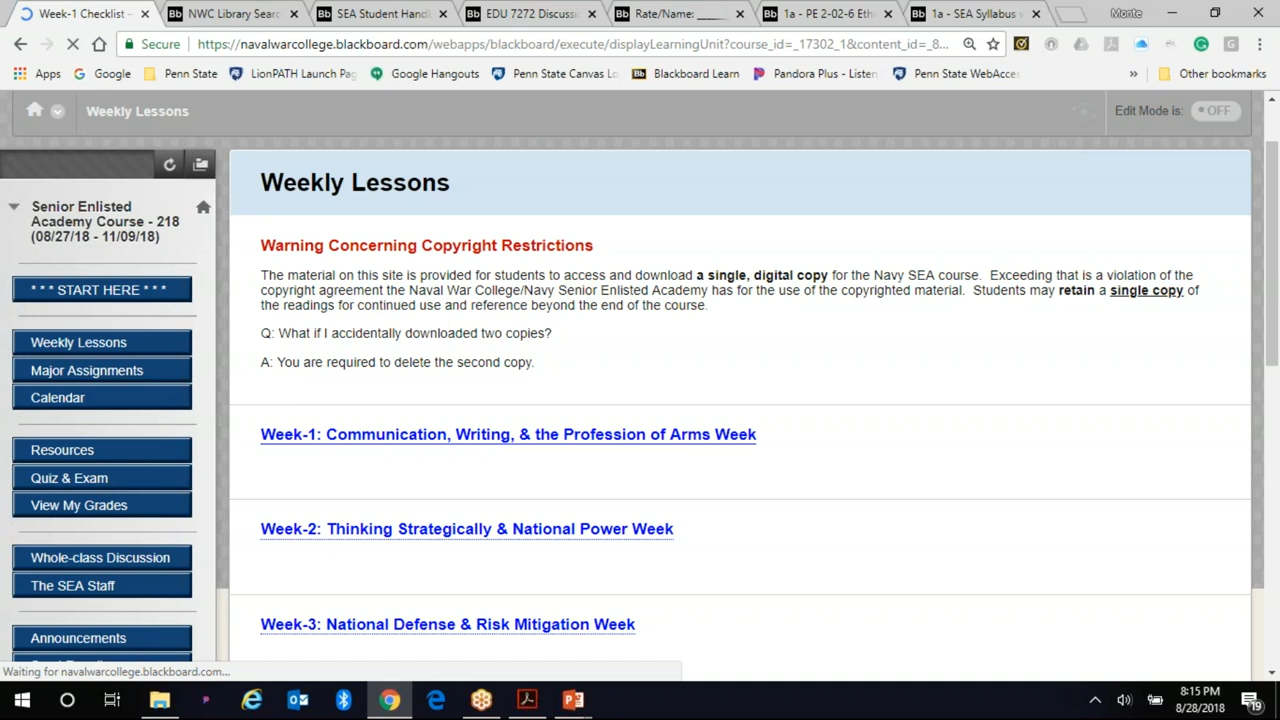 Week-1 Checklist –
NWC Library Searc
SEA Student Handl
EDU 7272 Discussi
Rate/Name: _____
1a - PE 2-02-6 Eth
1a - SEA Syllabus
Monte
Secure
https://navalwarcollege.blackboard.com/webapps/blackboard/execute/displayLearningUnit?course_id=_17302_1&content_id=_8...
Apps
Google
Penn State
LionPATH Launch Pag
Google Hangouts
Penn State Canvas Lo
Blackboard Learn
Pandora Plus - Listen
Penn State WebAcces
»
Other bookmarks
Weekly Lessons
Edit Mode is:
OFF
Senior Enlisted
Academy Course - 218
(08/27/18 - 11/09/18)
* * * START HERE * * *
Weekly Lessons
Major Assignments
Calendar
Resources
Quiz & Exam
View My Grades
Whole-class Discussion
The SEA Staff
Announcements
Weekly Lessons
Warning Concerning Copyright Restrictions
The material on this site is provided for students to access and download a single, digital copy for the Navy SEA course. Exceeding that is a violation of the
copyright agreement the Naval War College/Navy Senior Enlisted Academy has for the use of the copyrighted material. Students may retain a single copy of
the readings for continued use and reference beyond the end of the course.
Q: What if I accidentally downloaded two copies?
A: You are required to delete the second copy.
Week-1: Communication, Writing, & the Profession of Arms Week
Week-2: Thinking Strategically & National Power Week
Week-3: National Defense & Risk Mitigation Week
Waiting for navalwarcollege.blackboard.com...
8:15 PM
8/28/2018
19